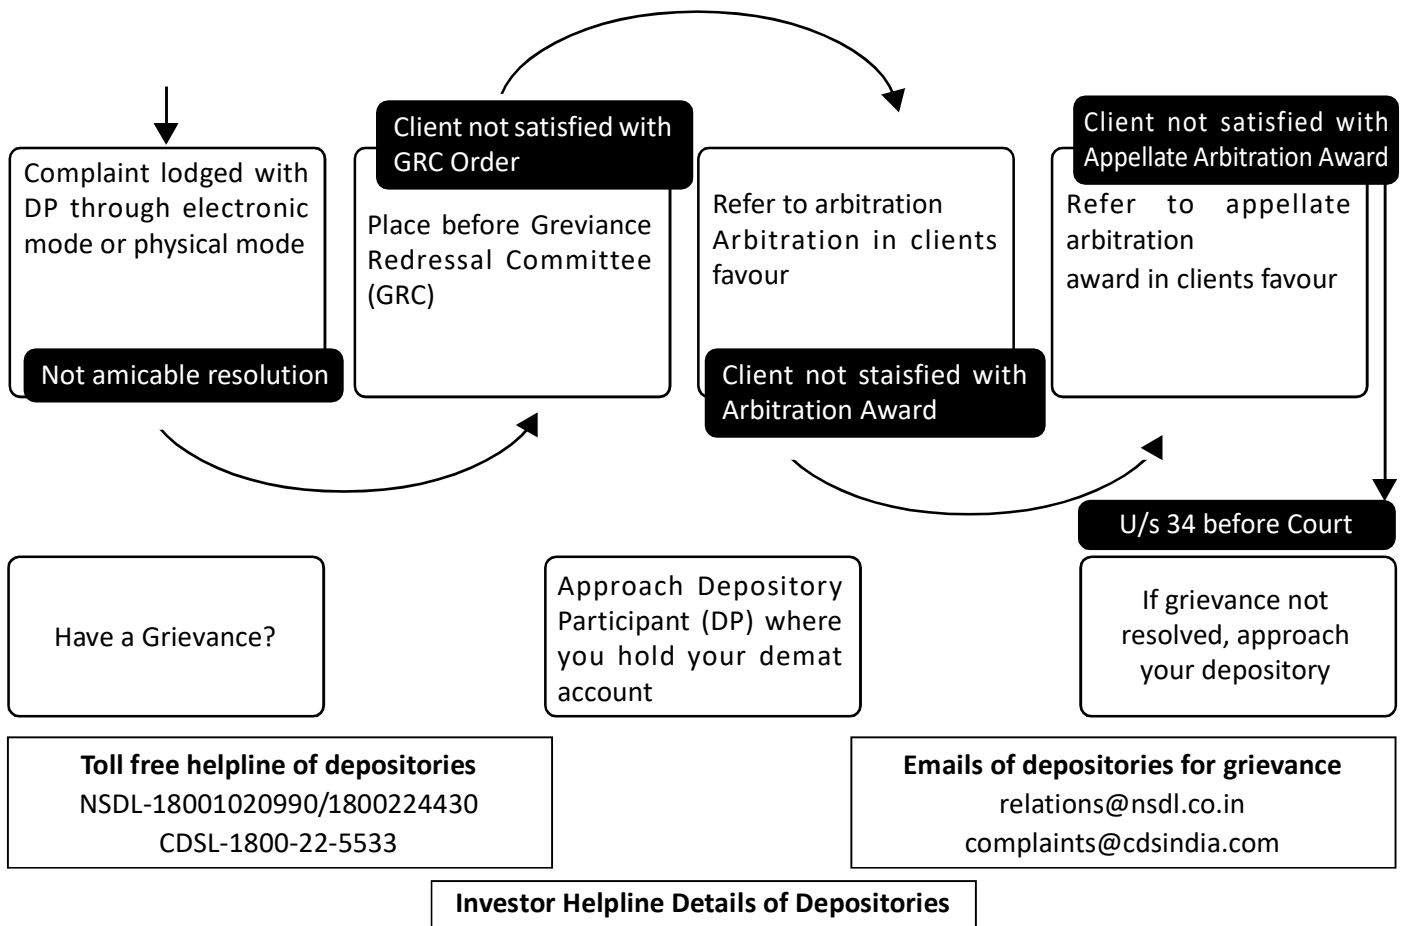 Complaint lodged with
DP through electronic
mode or physical mode
Not amicable resolution
Client not satisfied with
GRC Order
Place before Greviance
Redressal Committee
(GRC)
Refer to arbitration
Arbitration in clients
favour
Client not staisfied with
Arbitration Award
Client not satisfied with
Appellate Arbitration Award
Refer to appellate
arbitration
award in clients favour
U/s 34 before Court
Have a Grievance?
Approach Depository
Participant (DP) where
you hold your demat
account
If grievance not
resolved, approach
your depository
Toll free helpline of depositories
NSDL-18001020990/1800224430
CDSL-1800-22-5533
Emails of depositories for grievance
relations@nsdl.co.in
complaints@cdsindia.com
Investor Helpline Details of Depositories